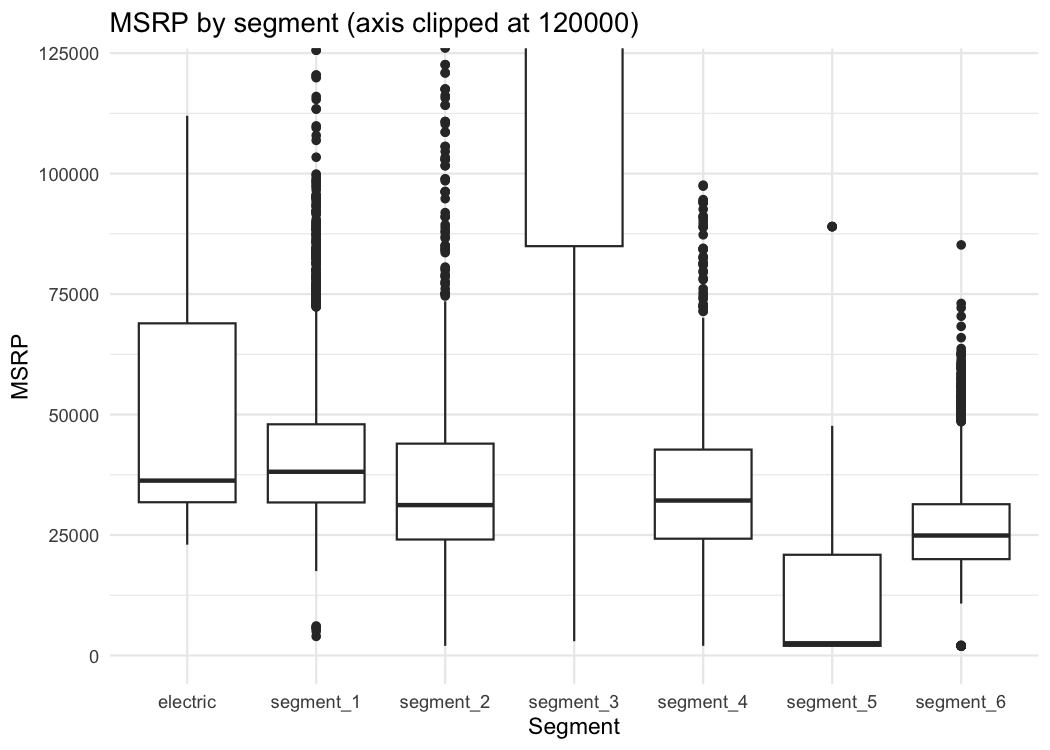 MSRP by segment (axis clipped at 120000)
125000
100000
75000
50000
25000
0
MSRP
electric segment_1 segment_2 segment_3 segment_4 segment_5 segment_6
Segment